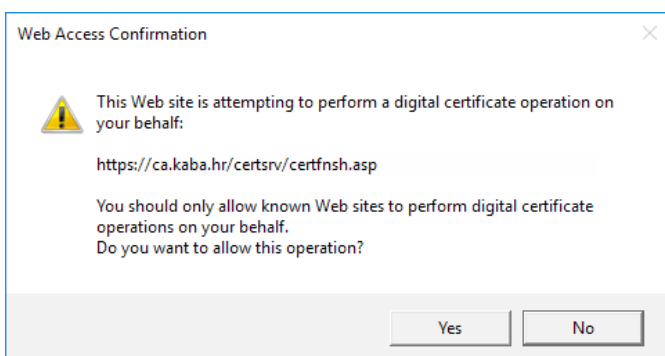 Web Access Confirmation
This Web site is attempting to perform a digital certificate operation on
your behalf:
https://ca.kaba.hr/certsrv/certfnsh.asp
You should only allow known Web sites to perform digital certificate
operations on your behalf.
Do you want to allow this operation?
Yes
No